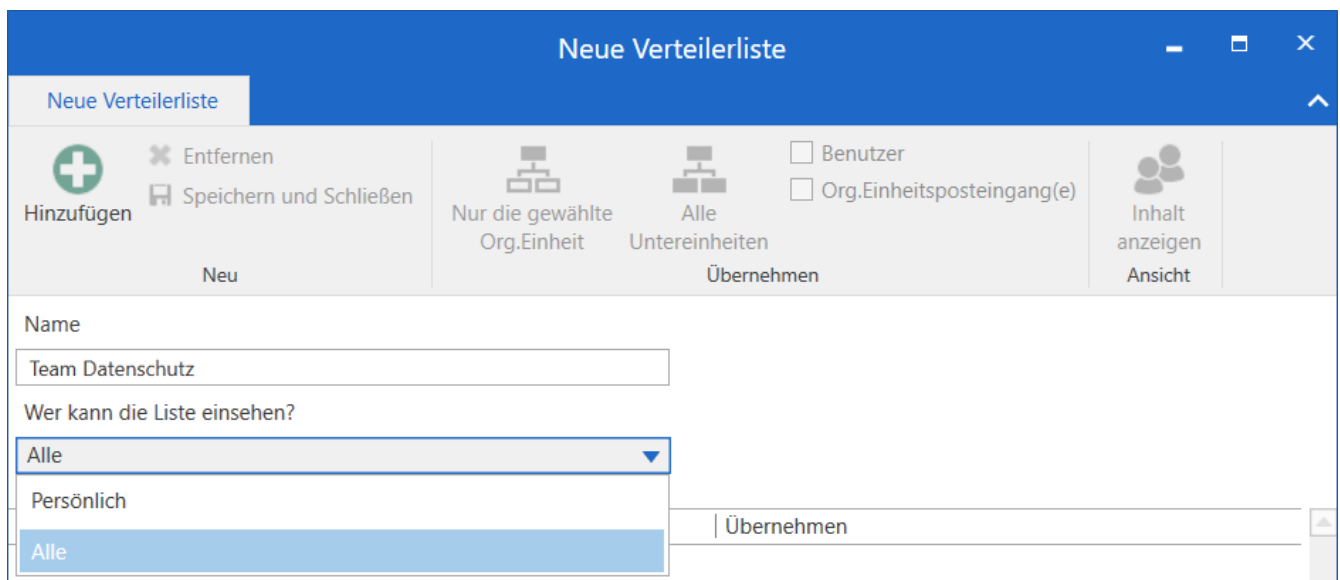 Neue Verteilerliste
Neue Verteilerliste
Hinzufügen
Entfernen
Speichern und Schließen
Neu
Nur die gewählte
Org.Einheit
Alle
Untereinheiten
Benutzer
Org.Einheitsposteingang(e)
Übernehmen
Inhalt
anzeigen
Ansicht
Name
Team Datenschutz
Wer kann die Liste einsehen?
Alle
Persönlich
Alle
Übernehmen